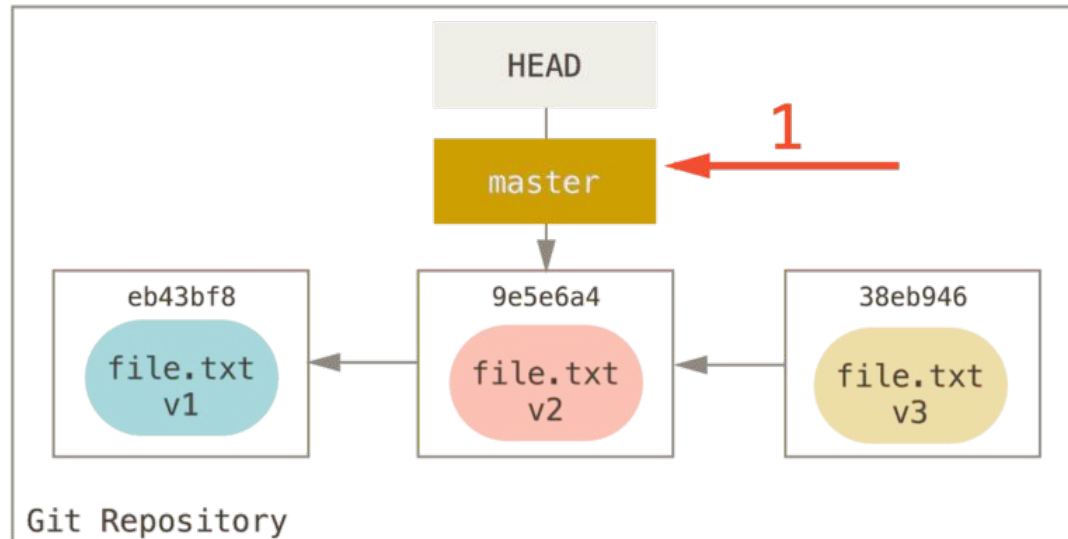 HEAD
1
master
eb43bf8
9e5e6a4
38eb946
file.txt
v1
file.txt
v2
file.txt
v3
Git Repository